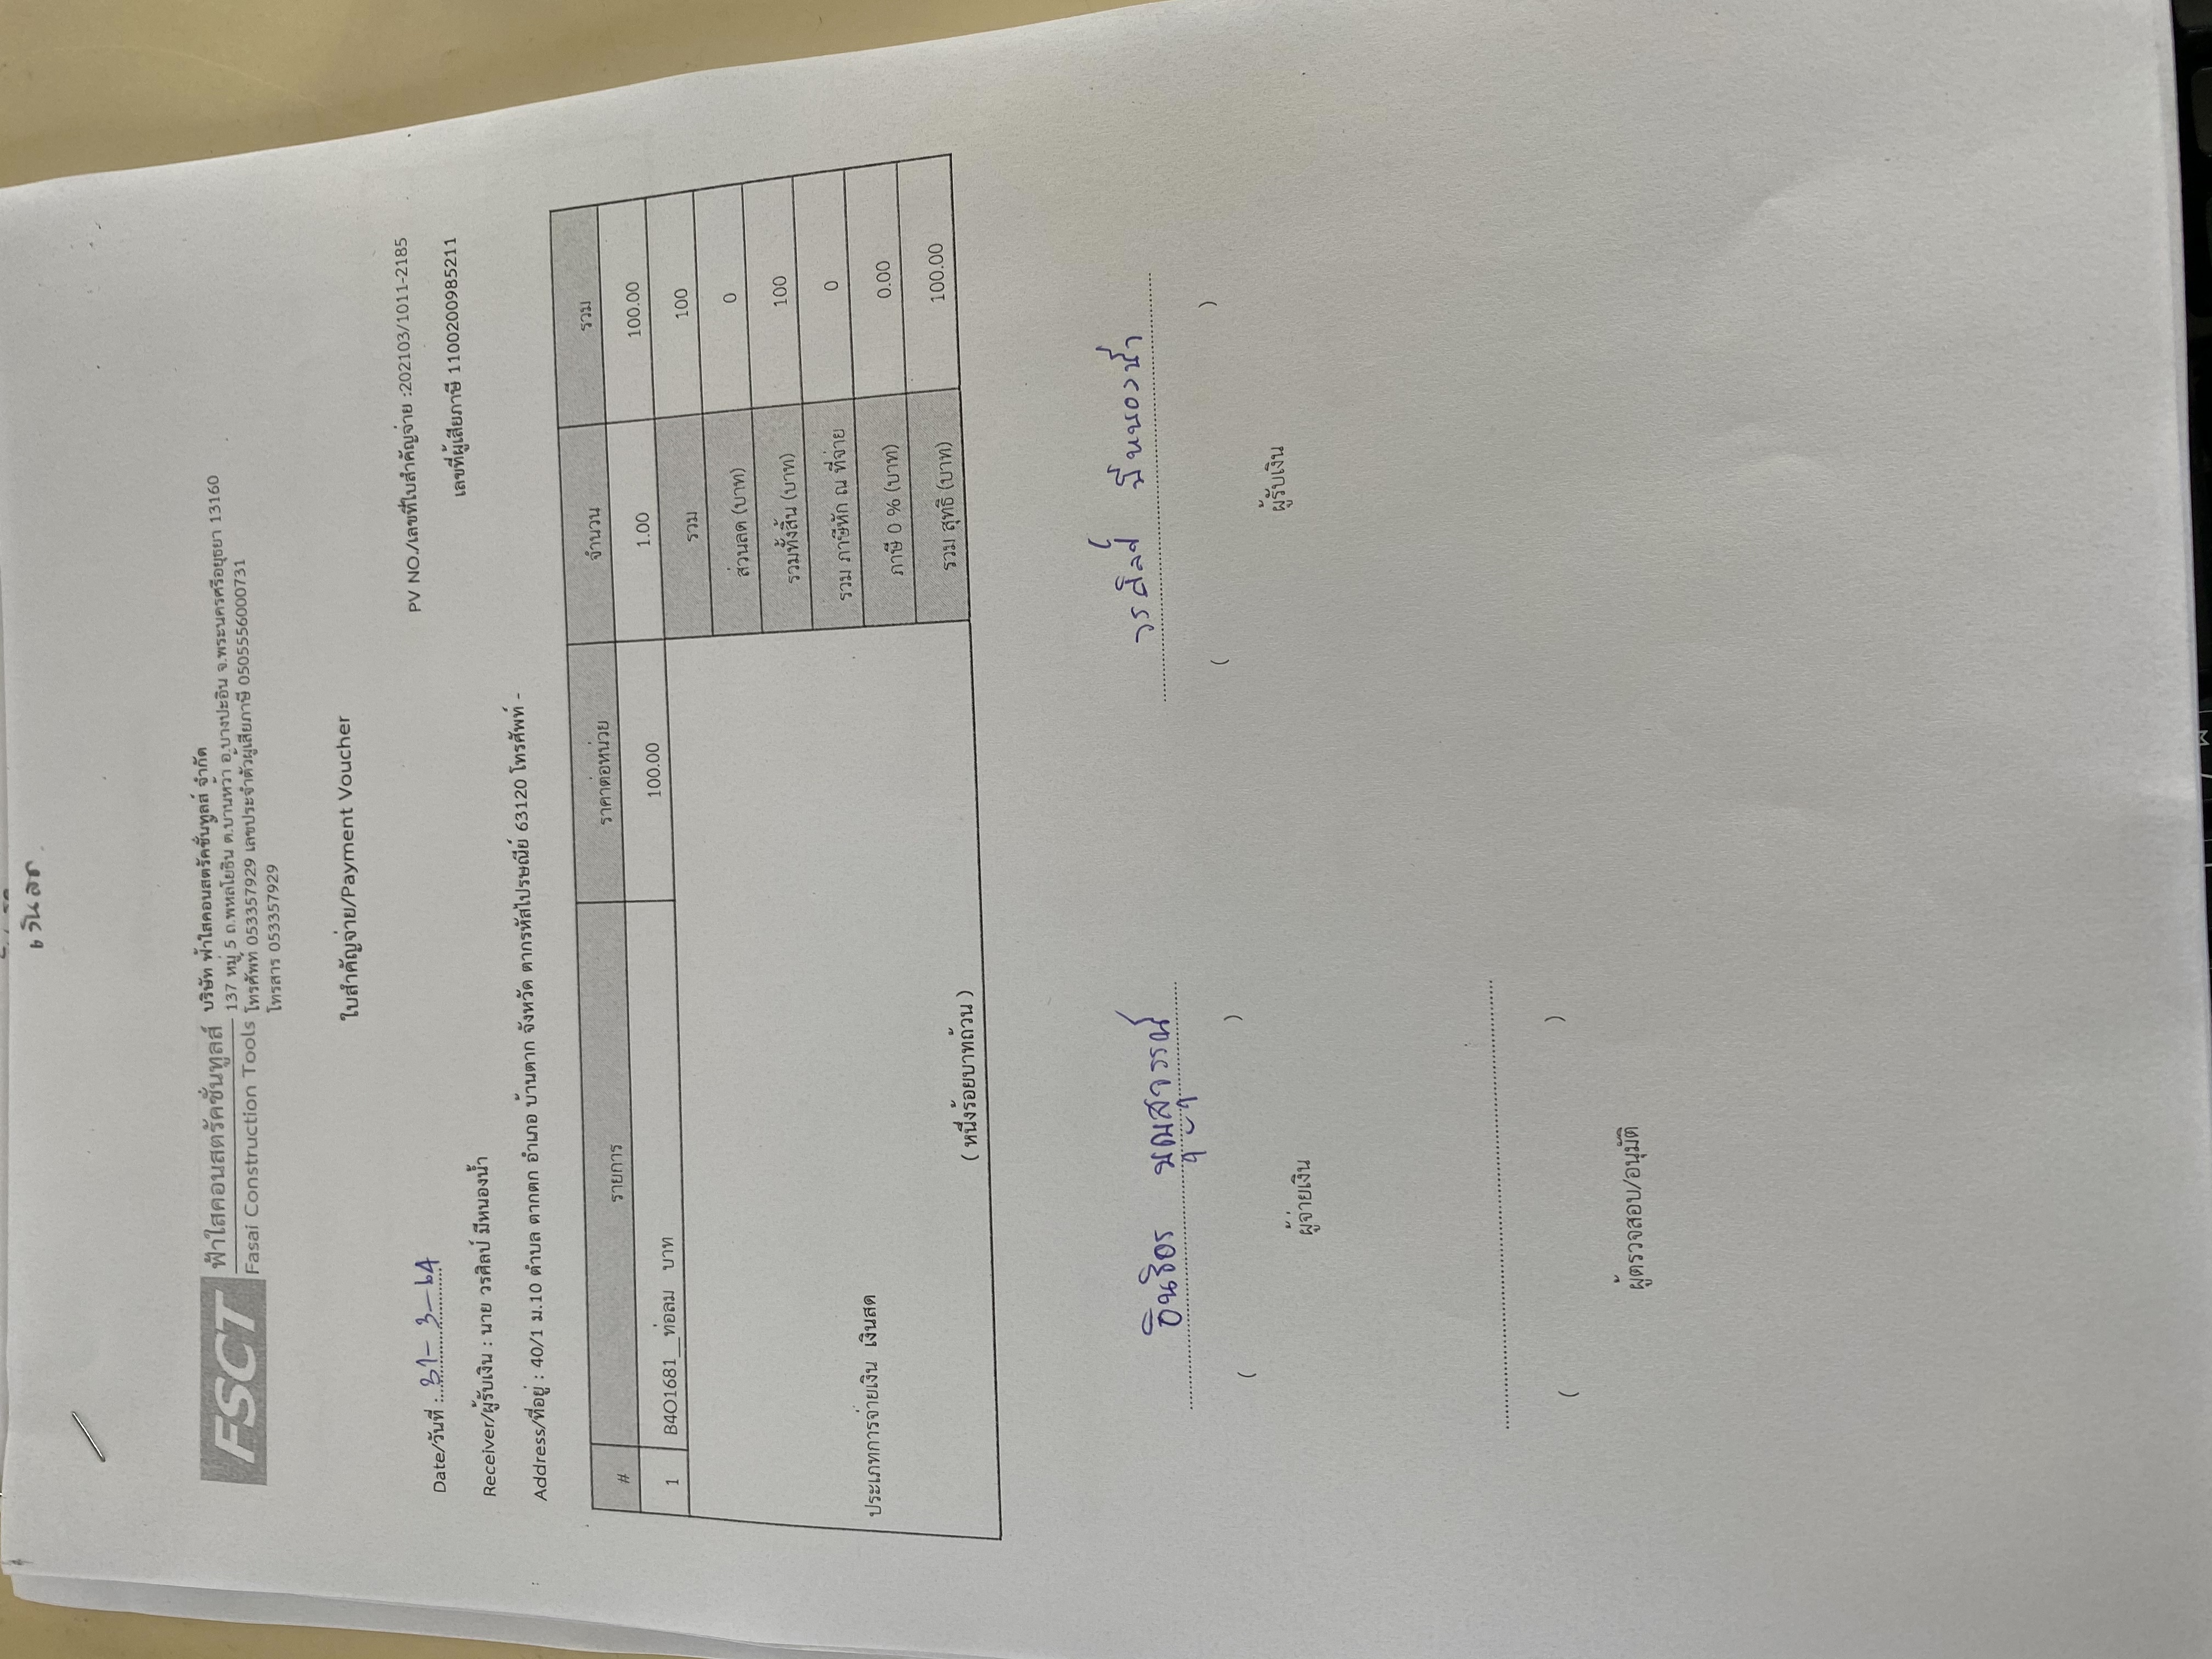 เงินสด
FSCT
ฟ้าใสคอนสตรัคชั่นทูลส์
Fasai Construction Tools
บริษัท ฟ้าใสคอนสตรัคชั่นทูลส์ จำกัด
137 หมู่ 5 ถ.พหลโยธิน ต.บ้านหว้า อ.บางปะอิน จ.พระนครศรีอยุธยา 13160
โทรศัพท์ 053357929 เลขประจำตัวผู้เสียภาษี 0505556000731
โทรสาร 053357929
ใบสำคัญจ่าย/Payment Voucher
PV NO./เลขที่ใบสำคัญจ่าย :202103/1011-2185
Date/วันที่ : 31-3-64
เลขที่ผู้เสียภาษี 1100200985211
Receiver/ผู้รับเงิน : นาย วรศิลป์ มีหนองน้ำ
Address/ที่อยู่ : 40/1 ม.10 ตำบล ตากตก อำเภอ บ้านตาก จังหวัด ตากรหัสไปรษณีย์ 63120 โทรศัพท์ -
# รายการ ราคาต่อหน่วย จำนวน รวม
1 B4O1681__ท่อลม บาท 100.00 1.00 100.00
รวม 100
ส่วนลด (บาท) 0
รวมทั้งสิ้น (บาท) 100
รวม ภาษีหัก ณ ที่จ่าย 0
ประเภทการจ่ายเงิน เงินสด
ภาษี 0 % (บาท) 0.00
รวม สุทธิ (บาท) 100.00
( หนึ่งร้อยบาทถ้วน )
อินธิอร บุญสุวรรณ์
วรศิลป์ มีหนองน้ำ
( )
( )
ผู้จ่ายเงิน
ผู้รับเงิน
( )
ผู้ตรวจสอบ/อนุมัติ